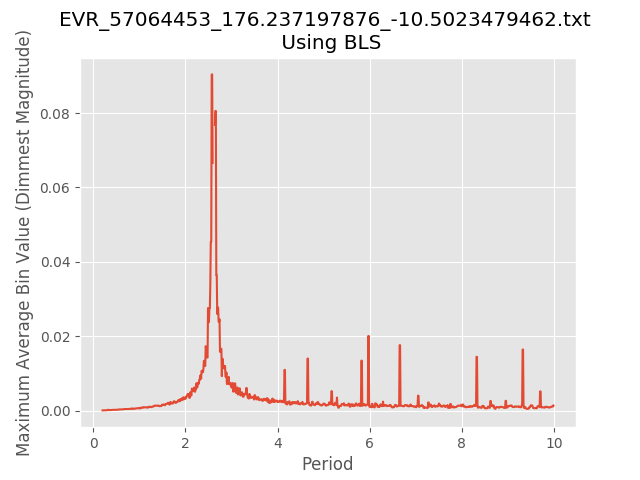 EVR_57064453_176.237197876_-10.5023479462.txt
Using BLS
Maximum Average Bin Value (Dimmest Magnitude)
0.08
0.06
0.04
0.02
0.00
0 2 4 6 8 10
Period